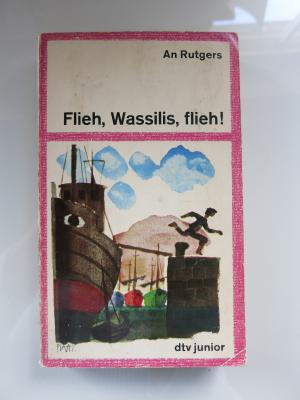 An Rutgers
Flieh, Wassilis, flieh!
dtv junior